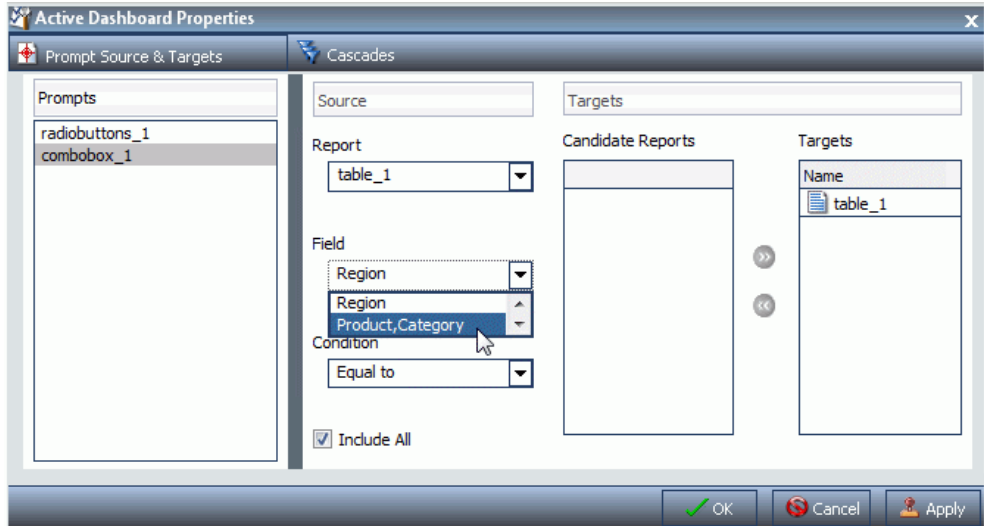 Active Dashboard Properties
x
Prompt Source & Targets
Cascades
Prompts
radiobuttons_1
combobox_1
Source
Report
table_1
Field
Region
Region
Product,Category
Condition
Equal to
Include All
Targets
Candidate Reports
Targets
Name
table_1
OK
Cancel
Apply